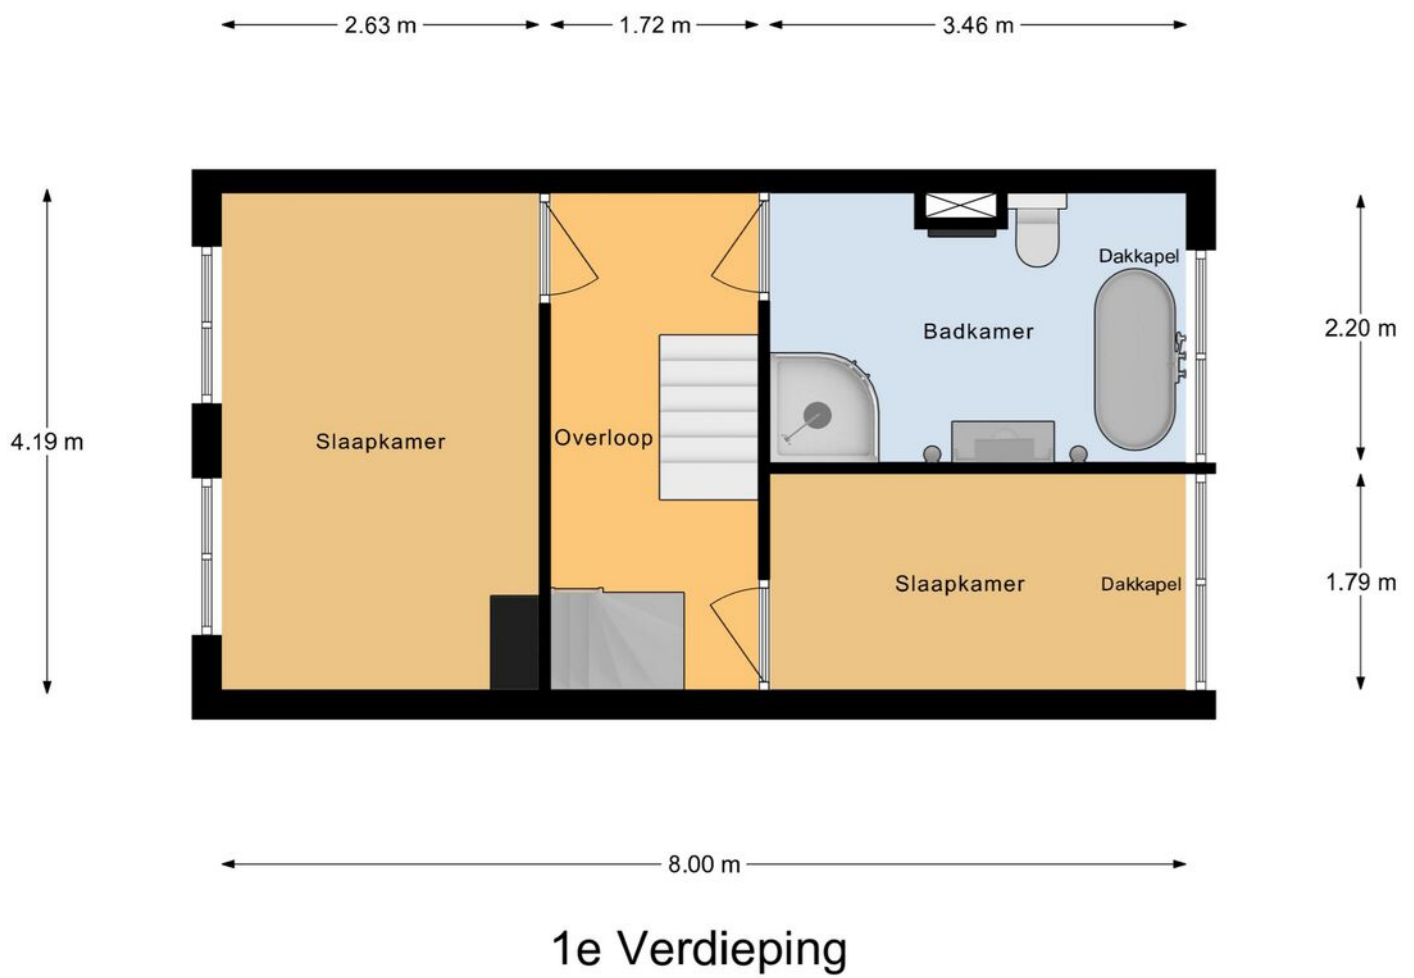 2.63 m
1.72 m
3.46 m
Dakkapel
2.20 m
Badkamer
4.19 m
Slaapkamer
Overloop
Slaapkamer
Dakkapel
1.79 m
8.00 m
1e Verdieping